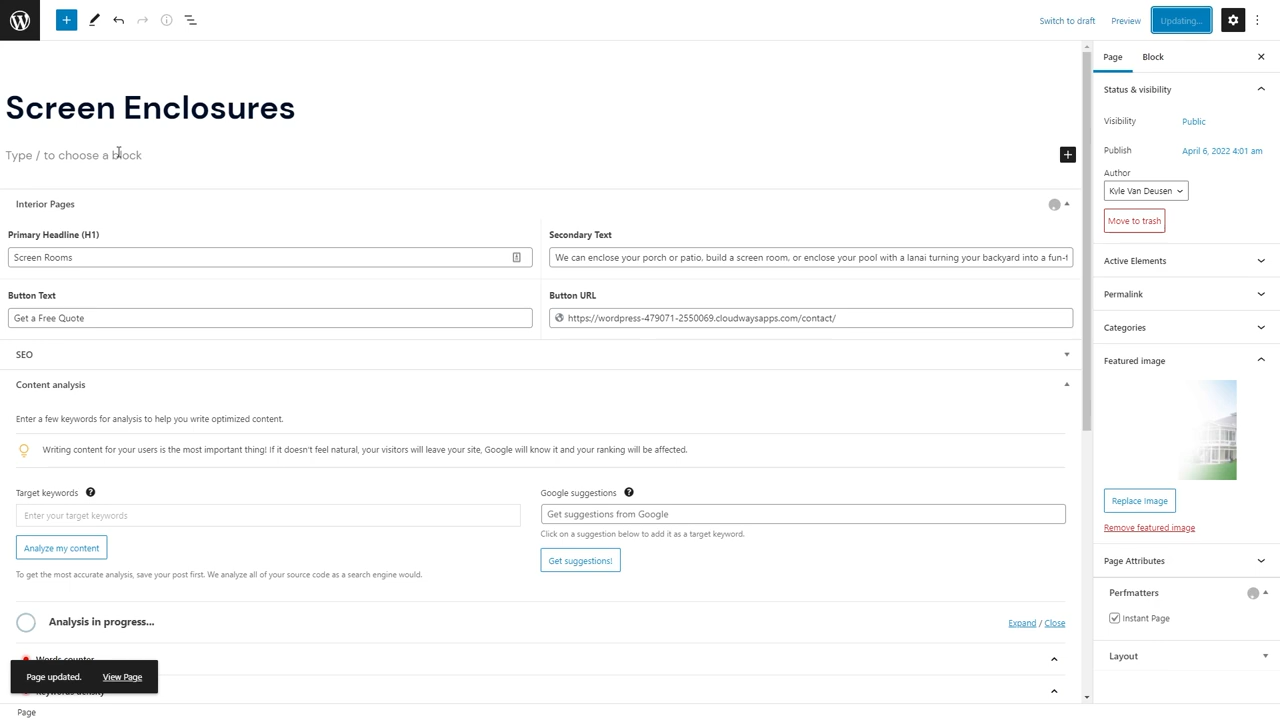 Switch to draft
Preview
Updating...
Page
Block
Screen Enclosures
Type / to choose a block
Status & visibility
Visibility
Public
Publish
April 6, 2022 4:01 am
Author
Kyle Van Deusen
Move to trash
Active Elements
Permalink
Categories
Featured image
Replace Image
Remove featured image
Page Attributes
Perfmatters
Instant Page
Layout
Interior Pages
Primary Headline (H1)
Screen Rooms
Secondary Text
We can enclose your porch or patio, build a screen room, or enclose your pool with a lanai turning your backyard into a fun-f
Button Text
Get a Free Quote
Button URL
https://wordpress-479071-2550069.cloudwaysapps.com/contact/
SEO
Content analysis
Enter a few keywords for analysis to help you write optimized content.
Writing content for your users is the most important thing! If it doesn't feel natural, your visitors will leave your site, Google will know it and your ranking will be affected.
Target keywords
Enter your target keywords
Analyze my content
To get the most accurate analysis, save your post first. We analyze all of your source code as a search engine would.
Google suggestions
Get suggestions from Google
Click on a suggestion below to add it as a target keyword.
Get suggestions!
Analysis in progress...
Expand / Close
Words counter
Page updated.
View Page
Keywords density
Page